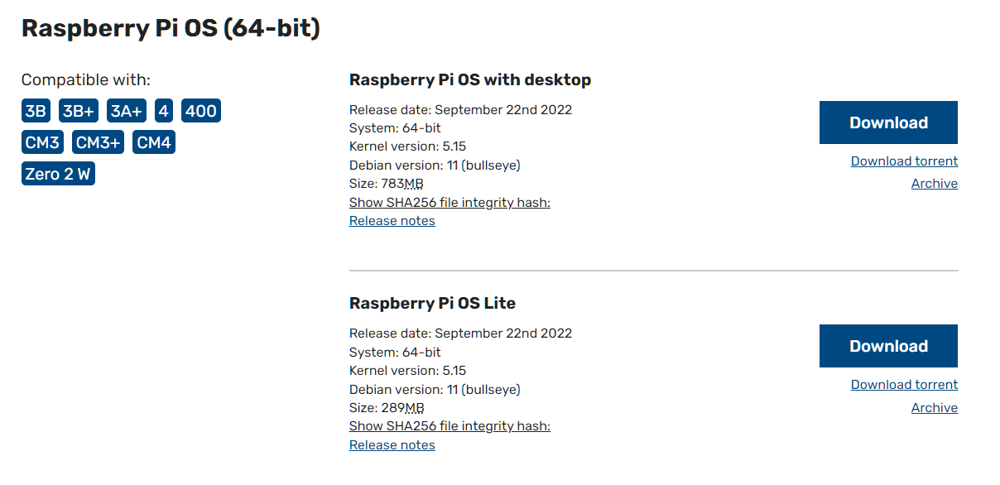 Raspberry Pi OS (64-bit)
Compatible with:
3B 3B+ 3A+ 4 400
CM3 CM3+ CM4
Zero 2 W
Raspberry Pi OS with desktop
Release date: September 22nd 2022
System: 64-bit
Kernel version: 5.15
Debian version: 11 (bullseye)
Size: 783MB
Show SHA256 file integrity hash:
Release notes
Download
Download torrent
Archive
Raspberry Pi OS Lite
Release date: September 22nd 2022
System: 64-bit
Kernel version: 5.15
Debian version: 11 (bullseye)
Size: 289MB
Show SHA256 file integrity hash:
Release notes
Download
Download torrent
Archive